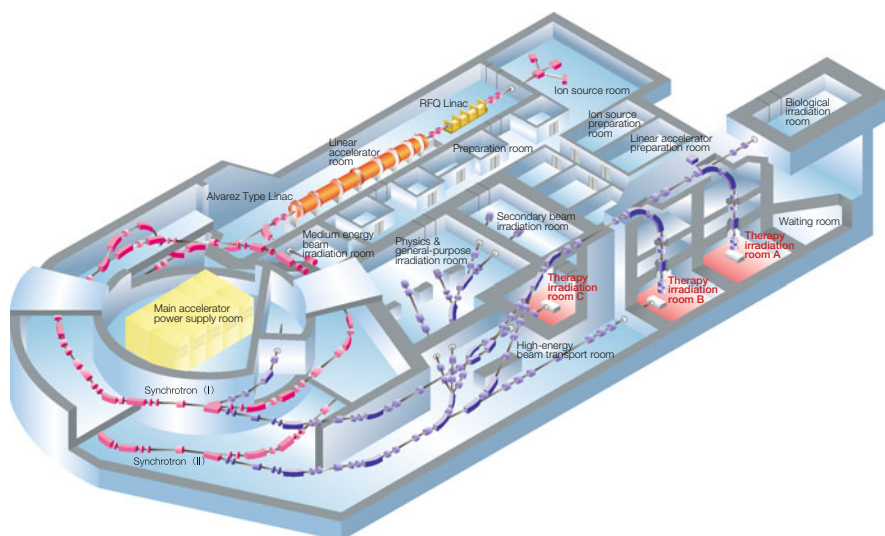 Ion source room
RFQ Linac
Biological
irradiation
room
Ion source
preparation
room
Linear
accelerator
room
Preparation room
Linear accelerator
preparation room
Alvarez Type Linac
Secondary beam
irradiation room
Waiting room
Medium energy
beam
irradiation room
Physics &
general-purpose
irradiation room
Therapy
irradiation
room A
Therapy
irradiation
room C
Therapy
irradiation
room B
Main accelerator
power supply room
High-energy
beam transport room
Synchrotron（Ⅰ）
Synchrotron（Ⅱ）